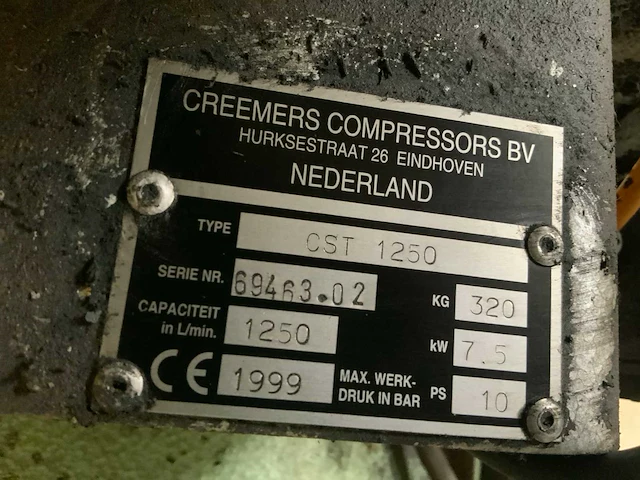 CREEMERS COMPRESSORS BV
HURKSESTRAAT 26 EINDHOVEN
NEDERLAND
TYPE CST 1250
SERIE NR. 69463.02 KG 320
CAPACITEIT
in L/min. 1250 kW 7.5
CE 1999 MAX. WERK-
DRUK IN BAR PS 10